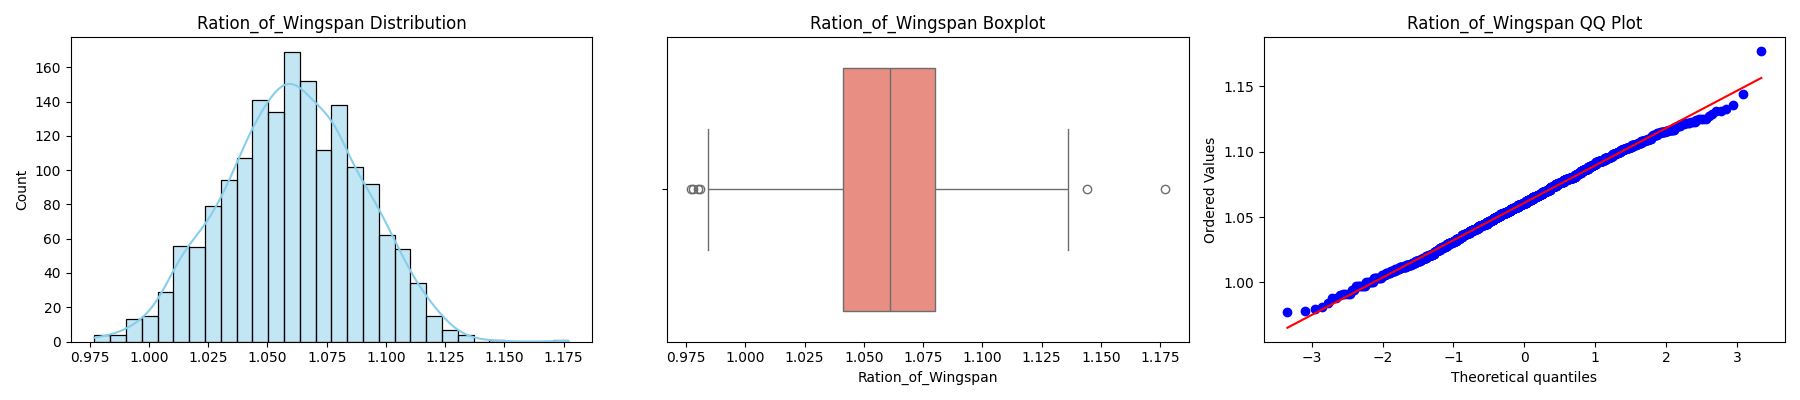 Ration_of_Wingspan Distribution
Count
160
140
120
100
80
60
40
20
0
0.975 1.000 1.025 1.050 1.075 1.100 1.125 1.150 1.175
Ration_of_Wingspan Boxplot
0.975 1.000 1.025 1.050 1.075 1.100 1.125 1.150 1.175
Ration_of_Wingspan
Ration_of_Wingspan QQ Plot
Ordered Values
1.15
1.10
1.05
1.00
−3 −2 −1 0 1 2 3
Theoretical quantiles